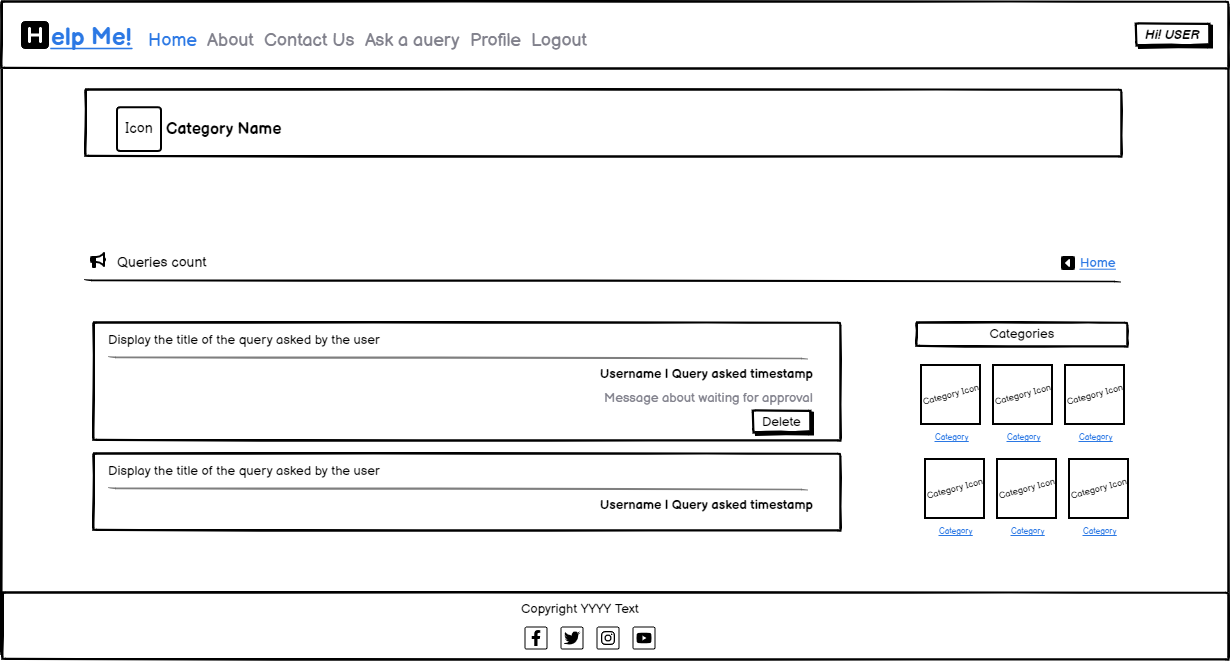 Help Me! Home About Contact Us Ask a auery Profile Logout
Hi! USER
Icon Category Name
Queries count
Home
Display the title of the query asked by the user
Username | Query asked timestamp
Message about waiting for approval
Delete
Display the title of the query asked by the user
Username | Query asked timestamp
Categories
Category Icon Category Icon Category Icon
Category Category Category
Category Icon Category Icon Category Icon
Category Category Category
Copyright YYYY Text